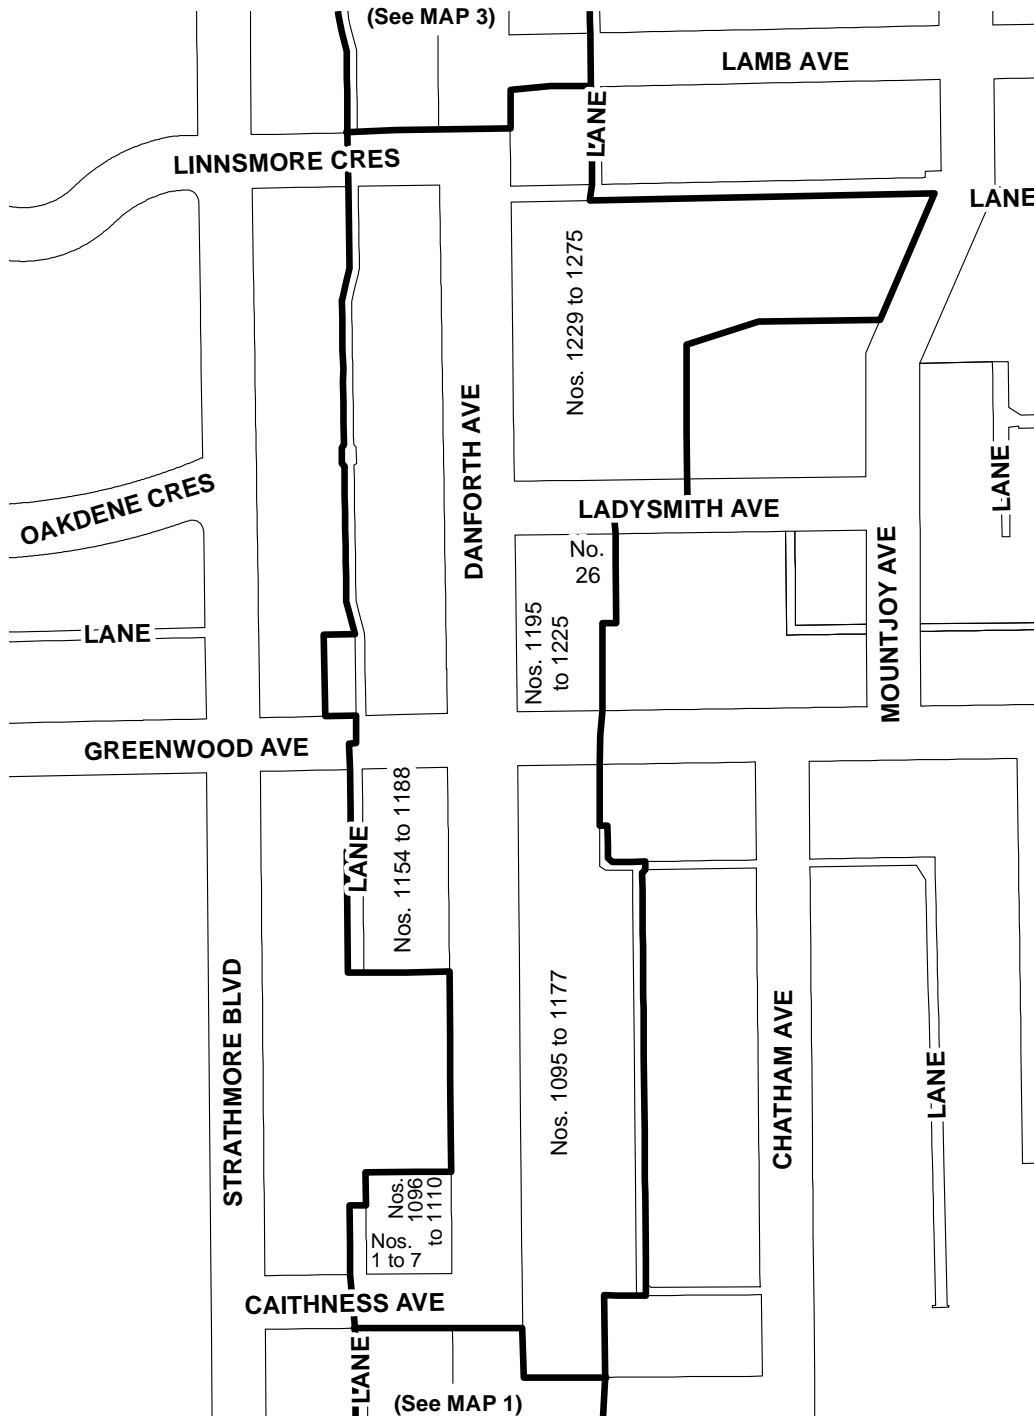 (See MAP 3)
LAMB AVE
LANE
LINNSMORE CRES
LANE
Nos. 1229 to 1275
DANFORTH AVE
LANE
OAKDENE CRES
LADYSMITH AVE
No.
26
MOUNTJOY AVE
Nos. 1195
to 1225
LANE
GREENWOOD AVE
LANE
Nos. 1154 to 1188
STRATHMORE BLVD
Nos. 1095 to 1177
CHATHAM AVE
LANE
Nos.
1096
to 1110
Nos.
1 to 7
CAITHNESS AVE
LANE
(See MAP 1)